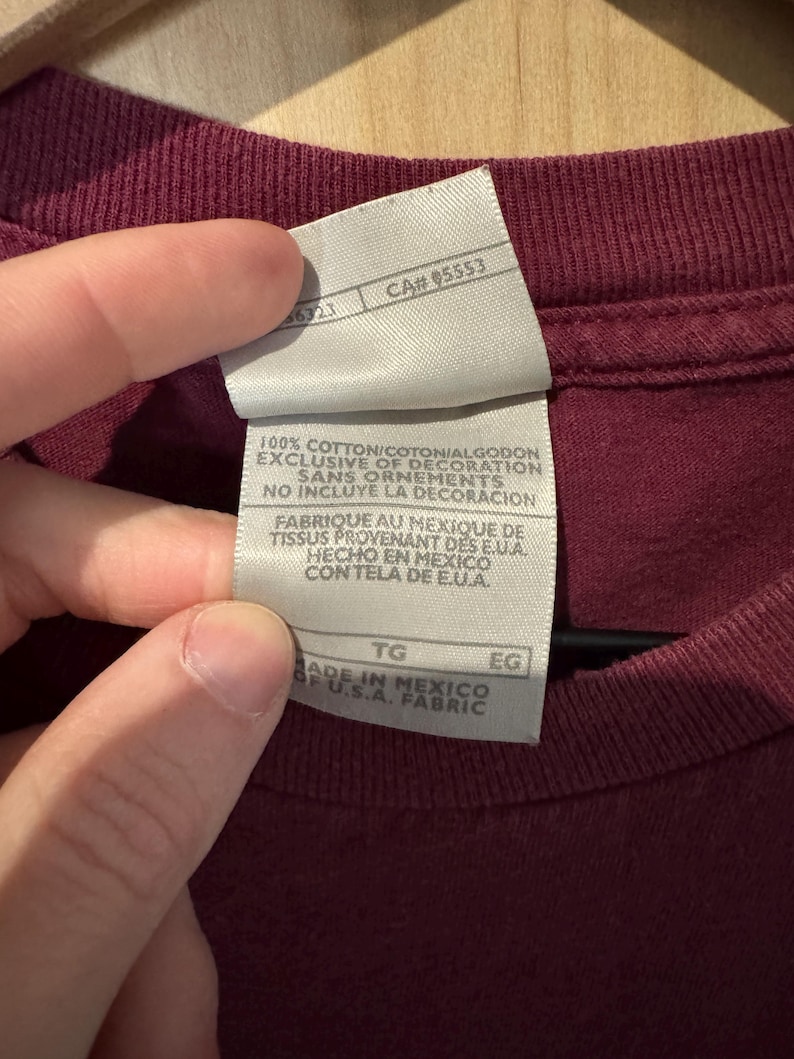 CA# 05553
100% COTTON/COTON/ALGODON
EXCLUSIVE OF DECORATION
SANS ORNEMENTS
NO INCLUYE LA DECORACION
FABRIQUE AU MEXIQUE DE
TISSUS PROVENANT DES E.U.A.
HECHO EN MEXICO
CON TELA DE E.U.A.
TG EG
MADE IN MEXICO
OF U.S.A. FABRIC